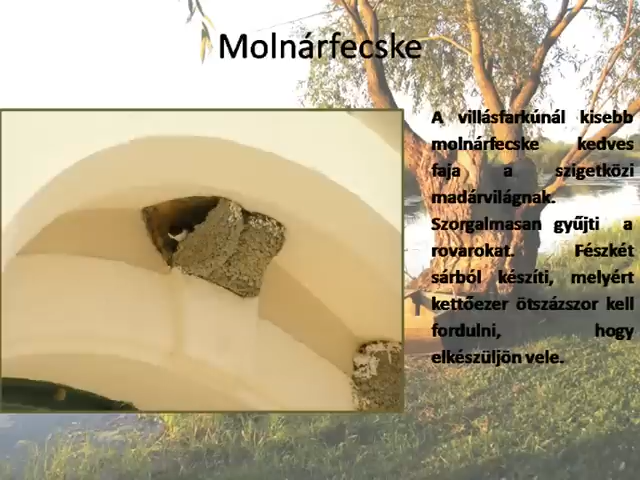 Molnárfecske
A villásfarkúnál kisebb
molnárfecske kedves
faja a szigetközi
madárvilágnak.
Szorgalmasan gyűjti a
rovarokat. Fészkét
sárból készíti, melyért
kettőezer ötszázszor kell
fordulni, hogy
elkészüljön vele.